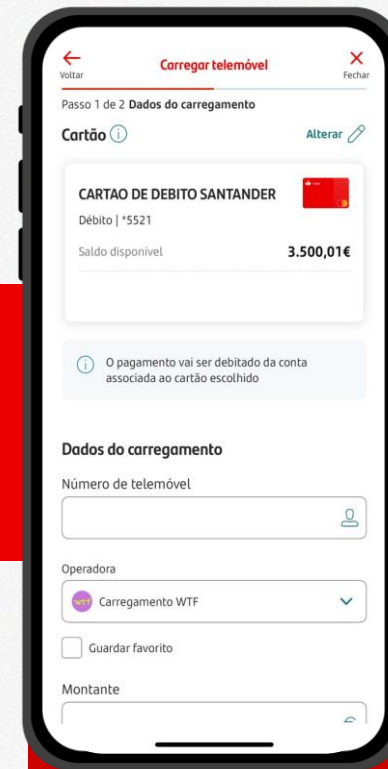 Voltar
Carregar telemóvel
Fechar
Passo 1 de 2 Dados do carregamento
Cartão
Alterar
CARTAO DE DEBITO SANTANDER
Débito | *5521
Saldo disponível 3.500,01€
O pagamento vai ser debitado da conta
associada ao cartão escolhido
Dados do carregamento
Número de telemóvel
Operadora
WTF Carregamento WTF
Guardar favorito
Montante